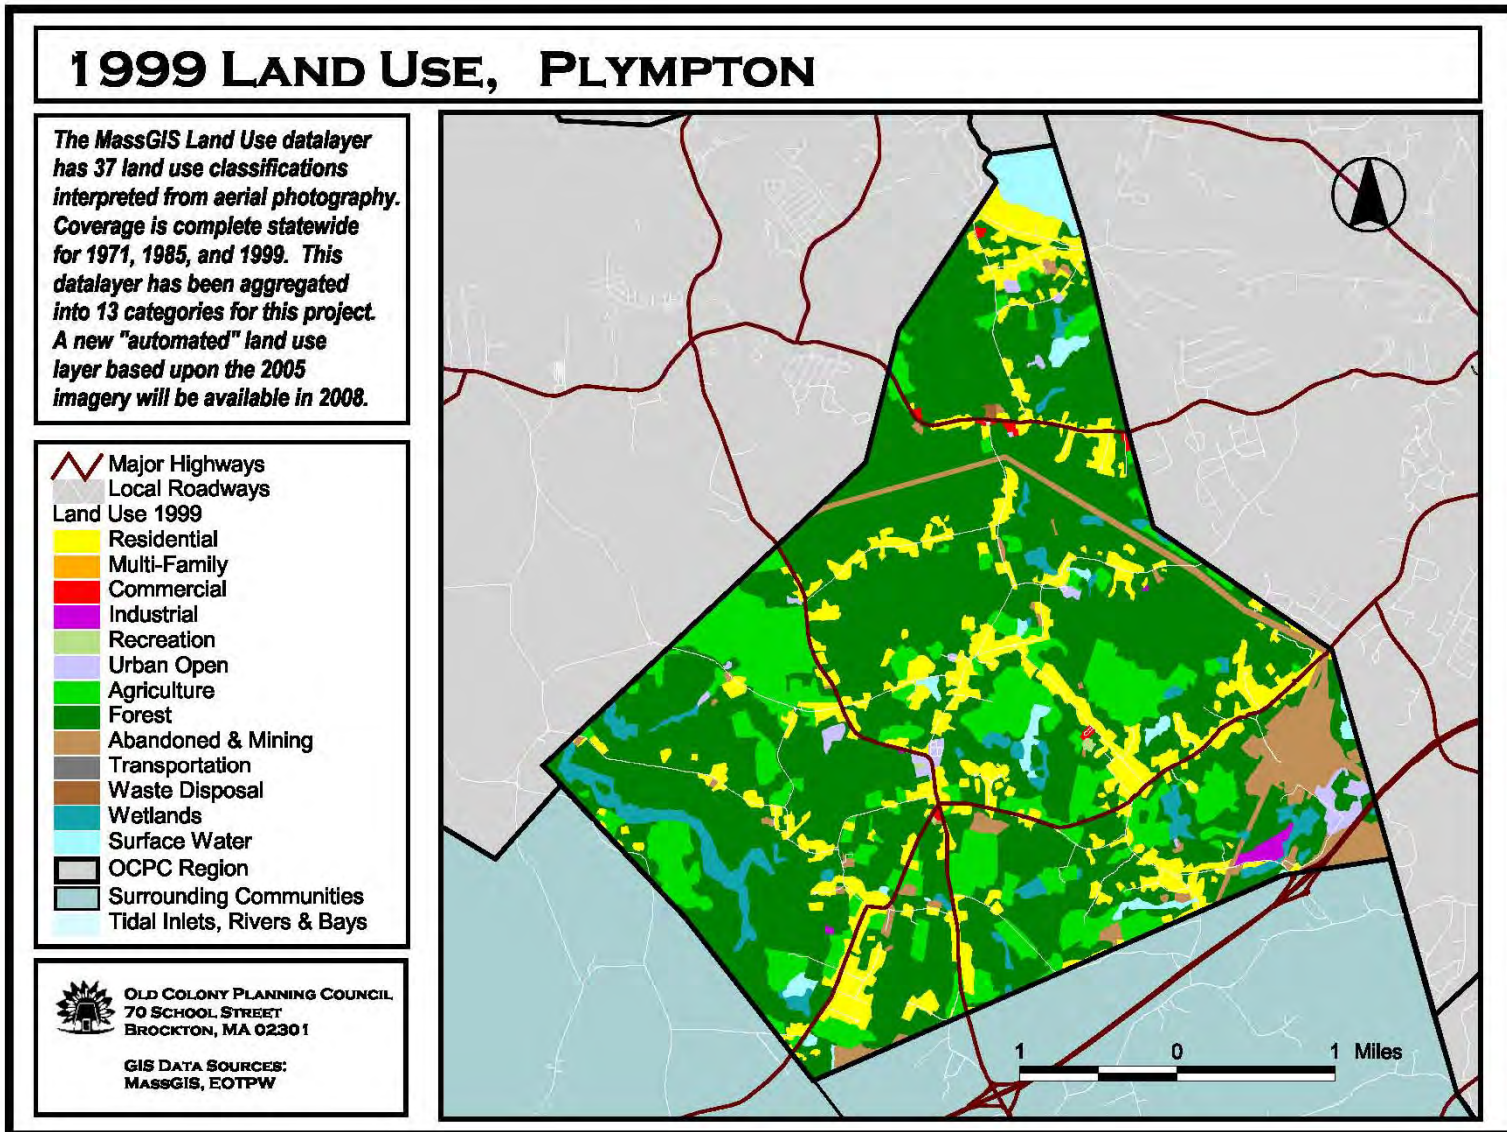 1999 LAND USE, PLYMPTON
The MassGIS Land Use datalayer
has 37 land use classifications
interpreted from aerial photography.
Coverage is complete statewide
for 1971, 1985, and 1999. This
datalayer has been aggregated
into 13 categories for this project.
A new "automated" land use
layer based upon the 2005
imagery will be available in 2008.
Major Highways
Local Roadways
Land Use 1999
Residential
Multi-Family
Commercial
Industrial
Recreation
Urban Open
Agriculture
Forest
Abandoned & Mining
Transportation
Waste Disposal
Wetlands
Surface Water
OCPC Region
Surrounding Communities
Tidal Inlets, Rivers & Bays
OLD COLONY PLANNING COUNCIL
70 SCHOOL STREET
BROCKTON, MA 02301
GIS DATA SOURCES:
MASSGIS, EOTPW
1 0 1 Miles